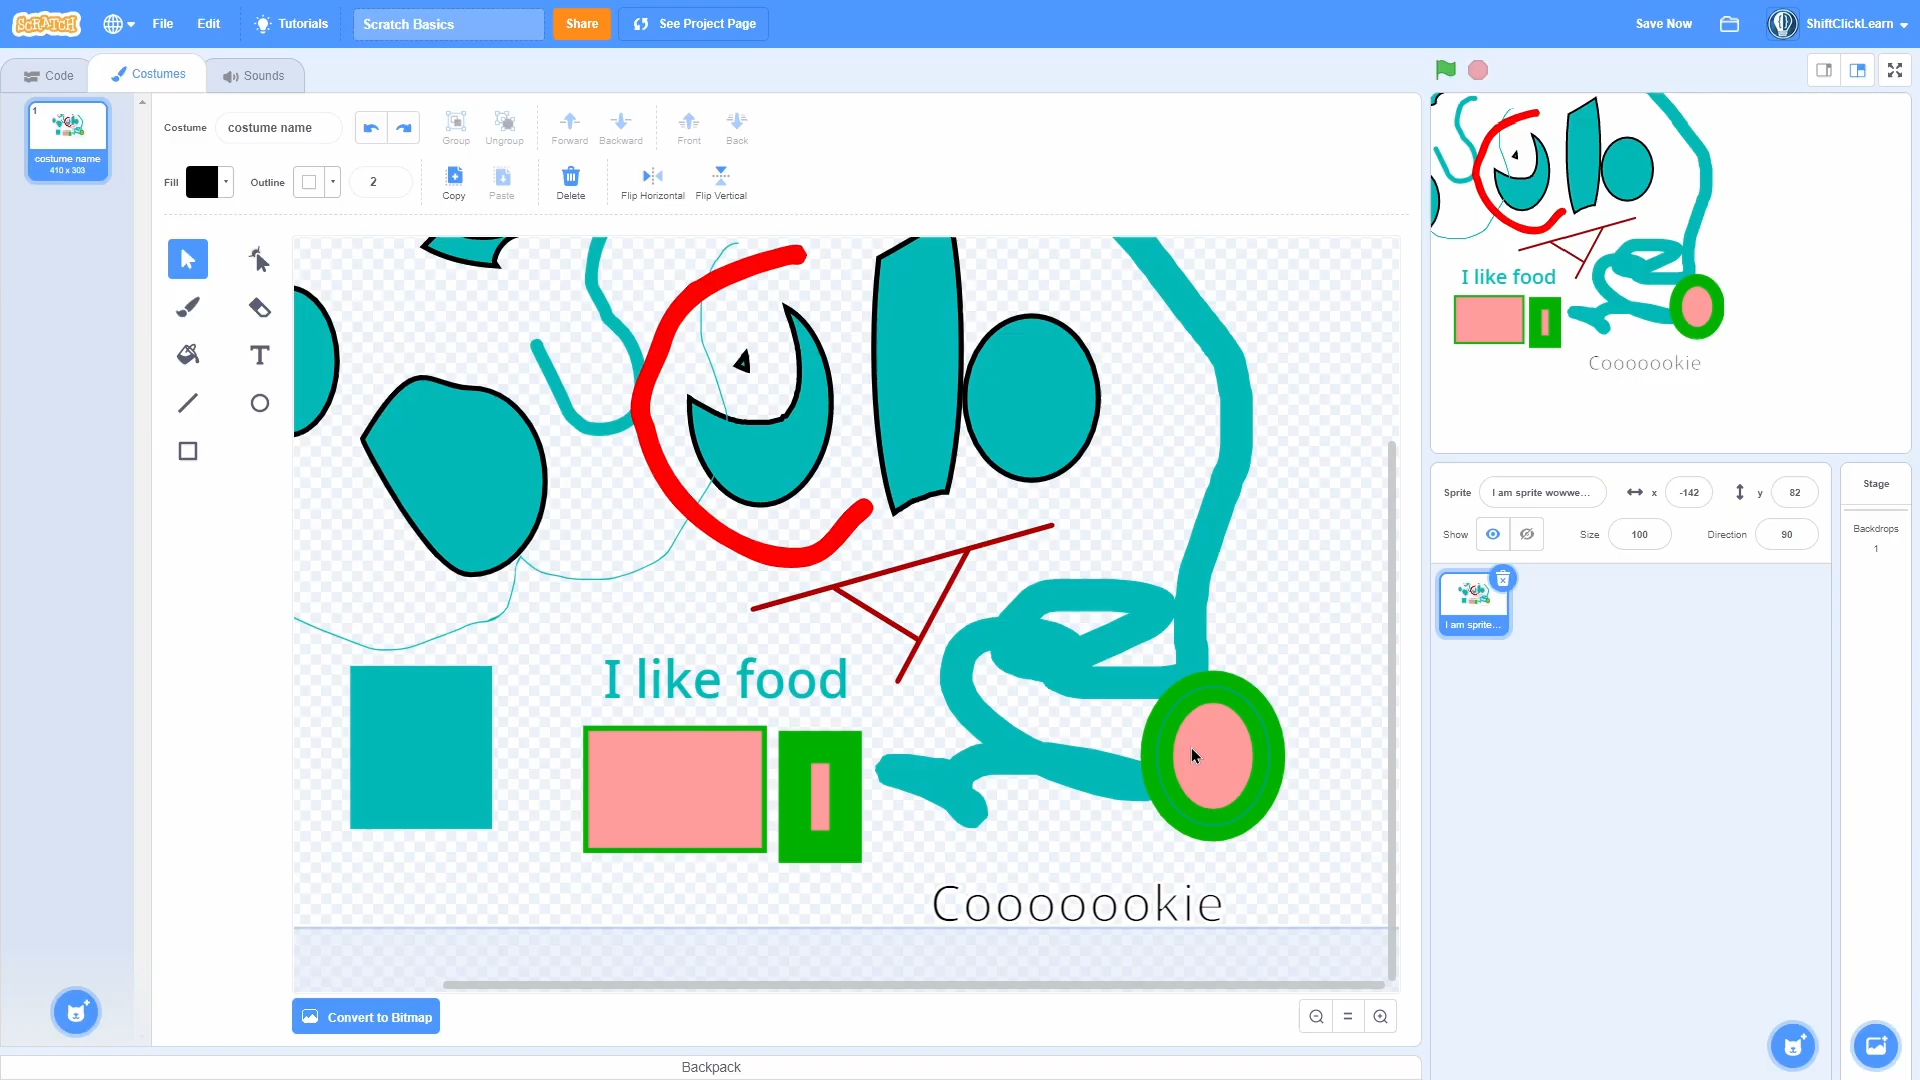 SCRATCH
File
Edit
Tutorials
Scratch Basics
Share
See Project Page
Save Now
ShiftClickLearn
Code
Costumes
Sounds
1
costume name
410 x 303
Costume
costume name
Group
Ungroup
Forward
Backward
Front
Back
Fill
Outline
2
Copy
Paste
Delete
Flip Horizontal
Flip Vertical
T
I like food
Cooooookie
Convert to Bitmap
=
Backpack
I like food
Cooooookie
Sprite
I am sprite wowwe...
x
-142
y
82
Show
Size
100
Direction
90
I am sprite...
Stage
Backdrops
1